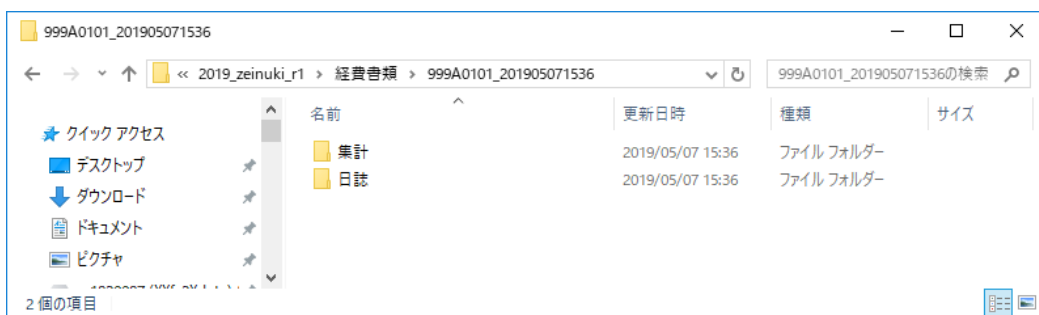 999A0101_201905071536
« 2019_zeinuki_r1 › 経費書類 › 999A0101_201905071536
999A0101_201905071536の検索
名前 更新日時 種類 サイズ
クイック アクセス
デスクトップ
ダウンロード
ドキュメント
ピクチャ
集計 2019/05/07 15:36 ファイル フォルダー
日誌 2019/05/07 15:36 ファイル フォルダー
2 個の項目